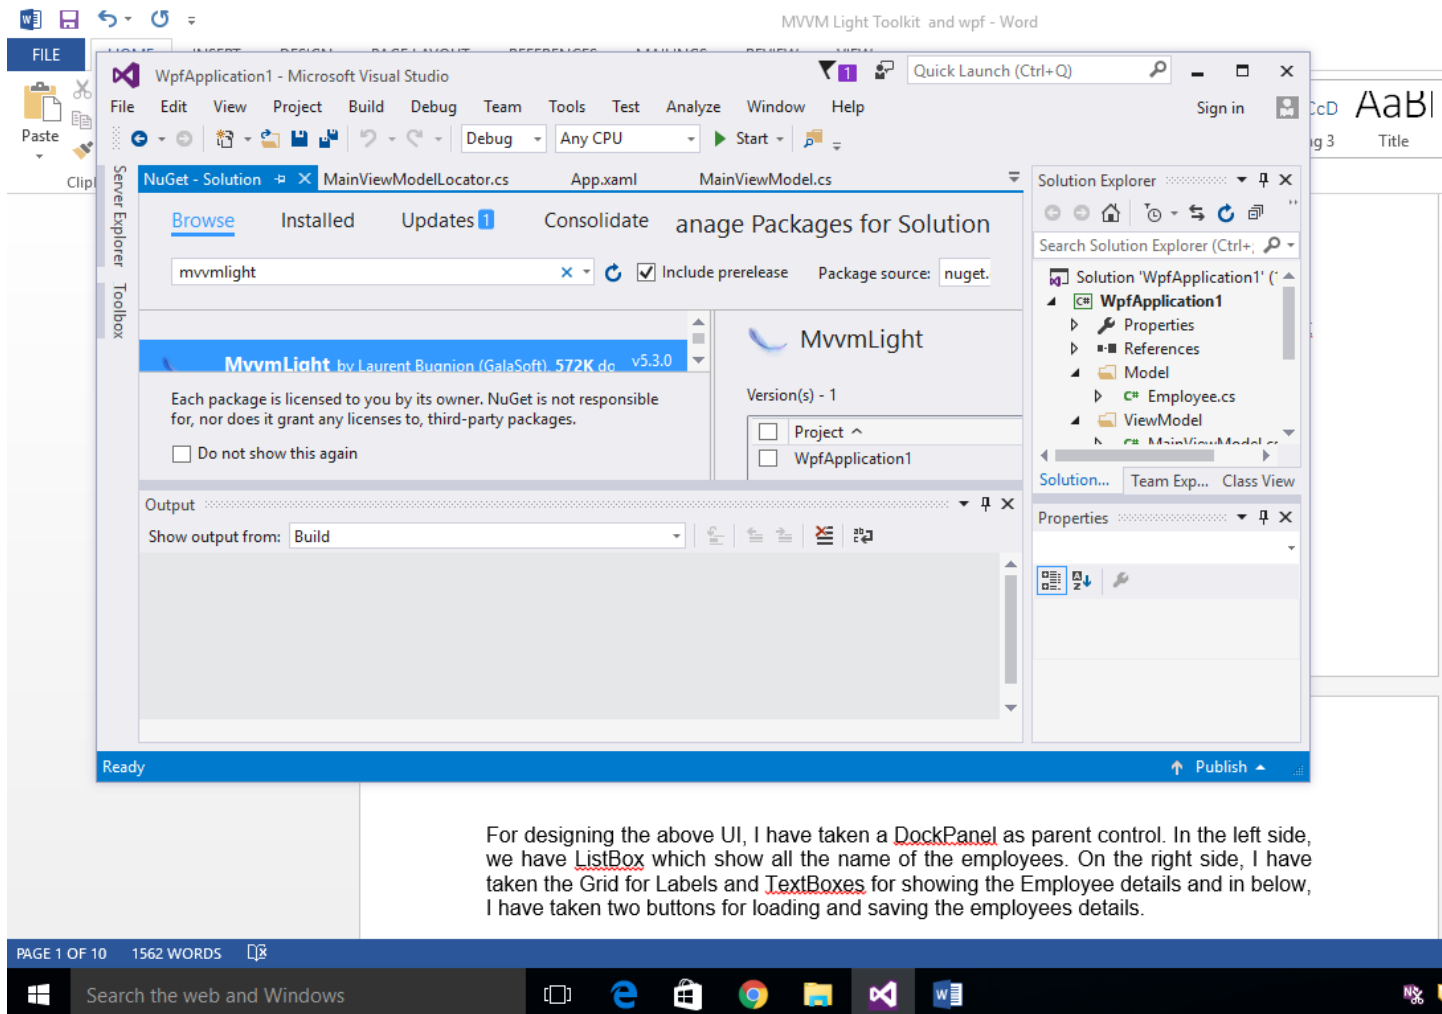 MVVM Light Toolkit and wpf - Word
FILE
WpfApplication1 - Microsoft Visual Studio
1
Quick Launch (Ctrl+Q)
File Edit View Project Build Debug Team Tools Test Analyze Window Help
Sign in
Paste
Debug
Any CPU
Start
AaBl
Title
Server Explorer
Toolbox
NuGet - Solution
MainViewModelLocator.cs
App.xaml
MainViewModel.cs
Browse Installed Updates 1 Consolidate
anage Packages for Solution
mvvmlight
Include prerelease
Package source: nuget.
MvvmLight by Laurent Bugnion (GalaSoft), 572K do
v5.3.0
Each package is licensed to you by its owner. NuGet is not responsible
for, nor does it grant any licenses to, third-party packages.
Do not show this again
MvvmLight
Version(s) - 1
Project
WpfApplication1
Solution Explorer
Search Solution Explorer (Ctrl+;
Solution 'WpfApplication1' (
WpfApplication1
Properties
References
Model
Employee.cs
ViewModel
MainViewModel.cs
Solution... Team Exp... Class View
Output
Show output from: Build
Properties
Ready
Publish
For designing the above UI, I have taken a DockPanel as parent control. In the left side,
we have ListBox which show all the name of the employees. On the right side, I have
taken the Grid for Labels and TextBoxes for showing the Employee details and in below,
I have taken two buttons for loading and saving the employees details.
PAGE 1 OF 10 1562 WORDS
Search the web and Windows